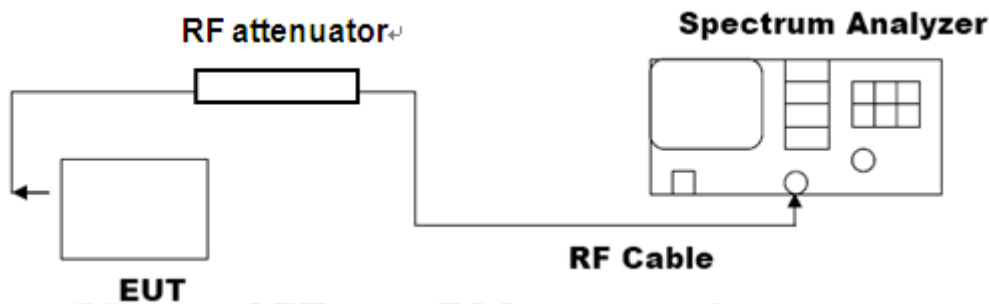 RF attenuator↵
Spectrum Analyzer
RF Cable
EUT